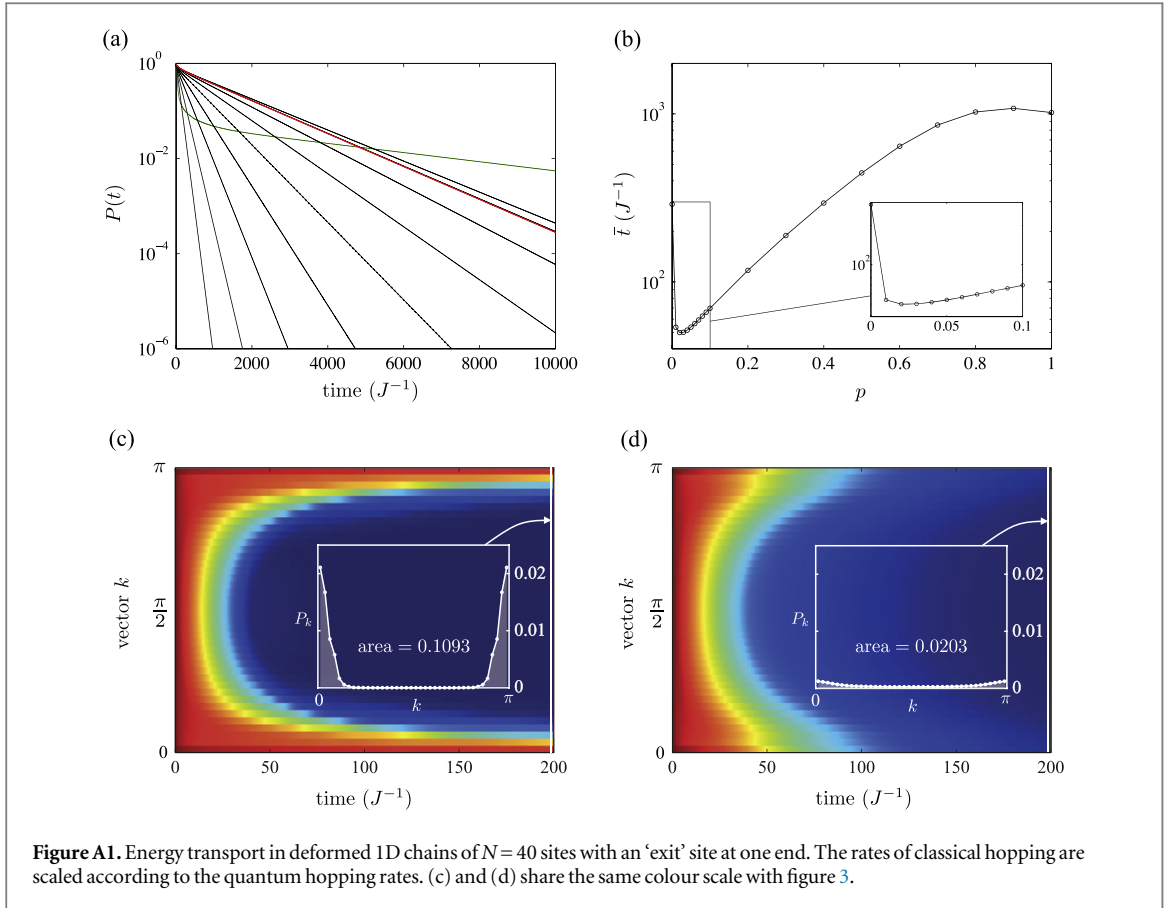 (a)
(b)
10^0
10^-2
10^-4
10^-6
P(t)
0 2000 4000 6000 8000 10000
time (J^-1)
10^3
10^2
t̄ (J^-1)
10^2
0 0.05 0.1
0 0.2 0.4 0.6 0.8 1
p
(c)
(d)
π
π/2
0
vector k
P_k
area = 0.1093
0.02
0.01
0
0 π
k
0 50 100 150 200
time (J^-1)
π
π/2
0
vector k
P_k
area = 0.0203
0.02
0.01
0
0 π
k
0 50 100 150 200
time (J^-1)
Figure A1. Energy transport in deformed 1D chains of N = 40 sites with an ‘exit’ site at one end. The rates of classical hopping are
scaled according to the quantum hopping rates. (c) and (d) share the same colour scale with figure 3.